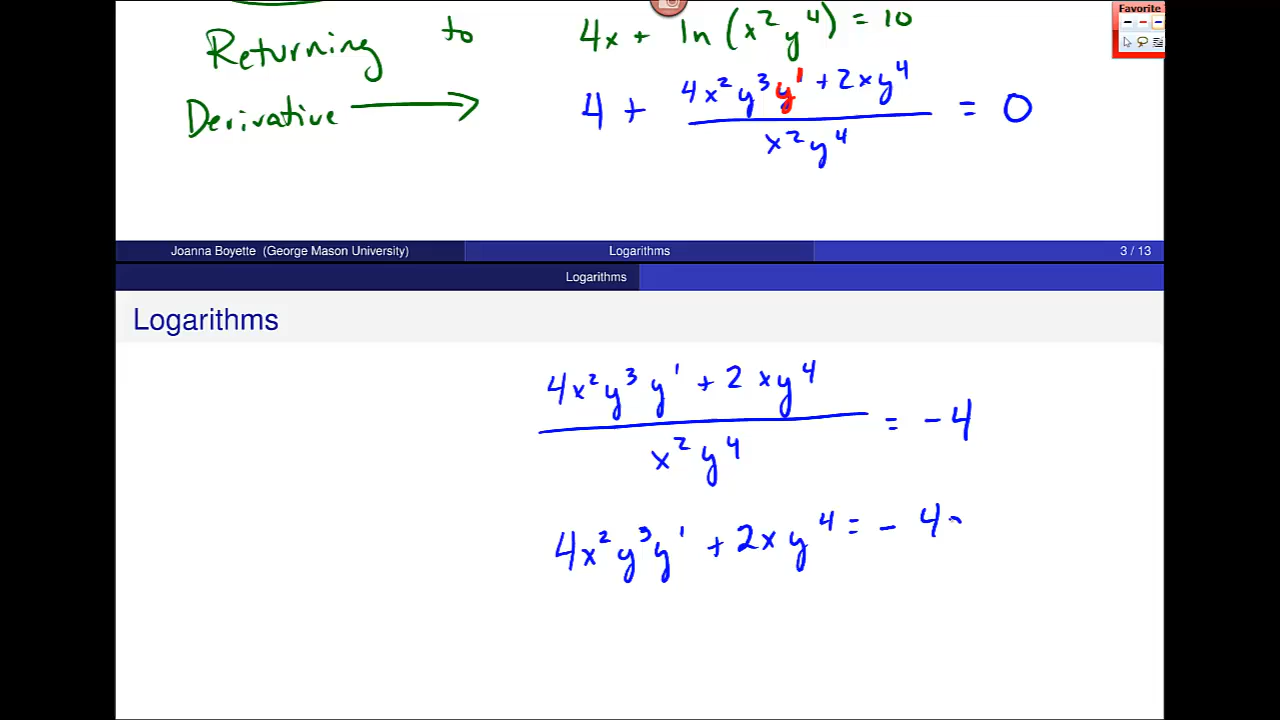 Favorite
Returning to 4x + ln (x²y⁴) = 10
Derivative → 4 + (4x²y³y' + 2xy⁴)/(x²y⁴) = 0
Joanna Boyette (George Mason University) Logarithms 3 / 13
Logarithms
Logarithms
(4x²y³y' + 2xy⁴)/(x²y⁴) = -4
4x²y³y' + 2xy⁴ = - 4